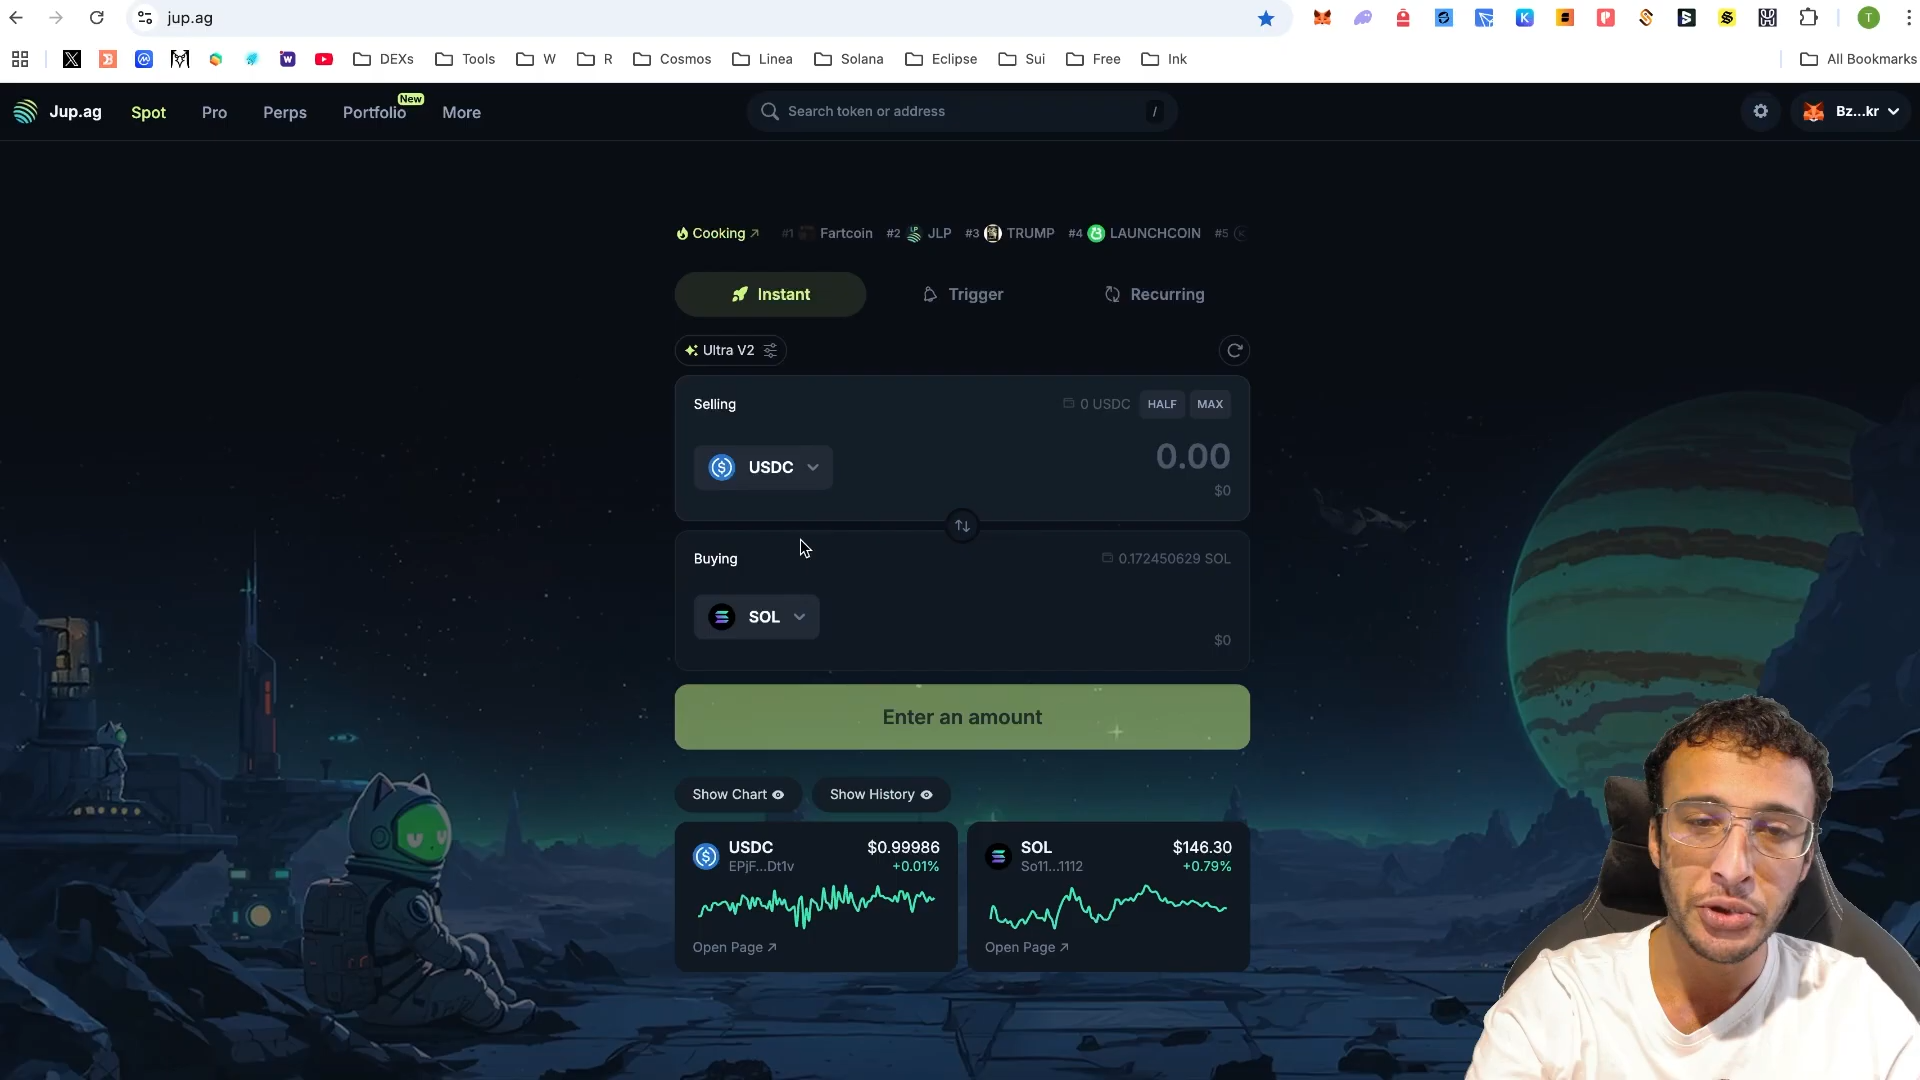 jup.ag
T
DEXs Tools W R Cosmos Linea Solana Eclipse Sui Free Ink All Bookmarks
Jup.ag Spot Pro Perps Portfolio New More
Search token or address /
Bz...kr
Cooking #1 Fartcoin #2 JLP #3 TRUMP #4 LAUNCHCOIN #5
Instant Trigger Recurring
Ultra V2
Selling 0 USDC HALF MAX
USDC 0.00
$0
Buying 0.172450629 SOL
SOL
$0
Enter an amount
Show Chart Show History
USDC $0.99986 SOL $146.30
EPjF...Dt1v +0.01% So11...1112 +0.79%
Open Page Open Page